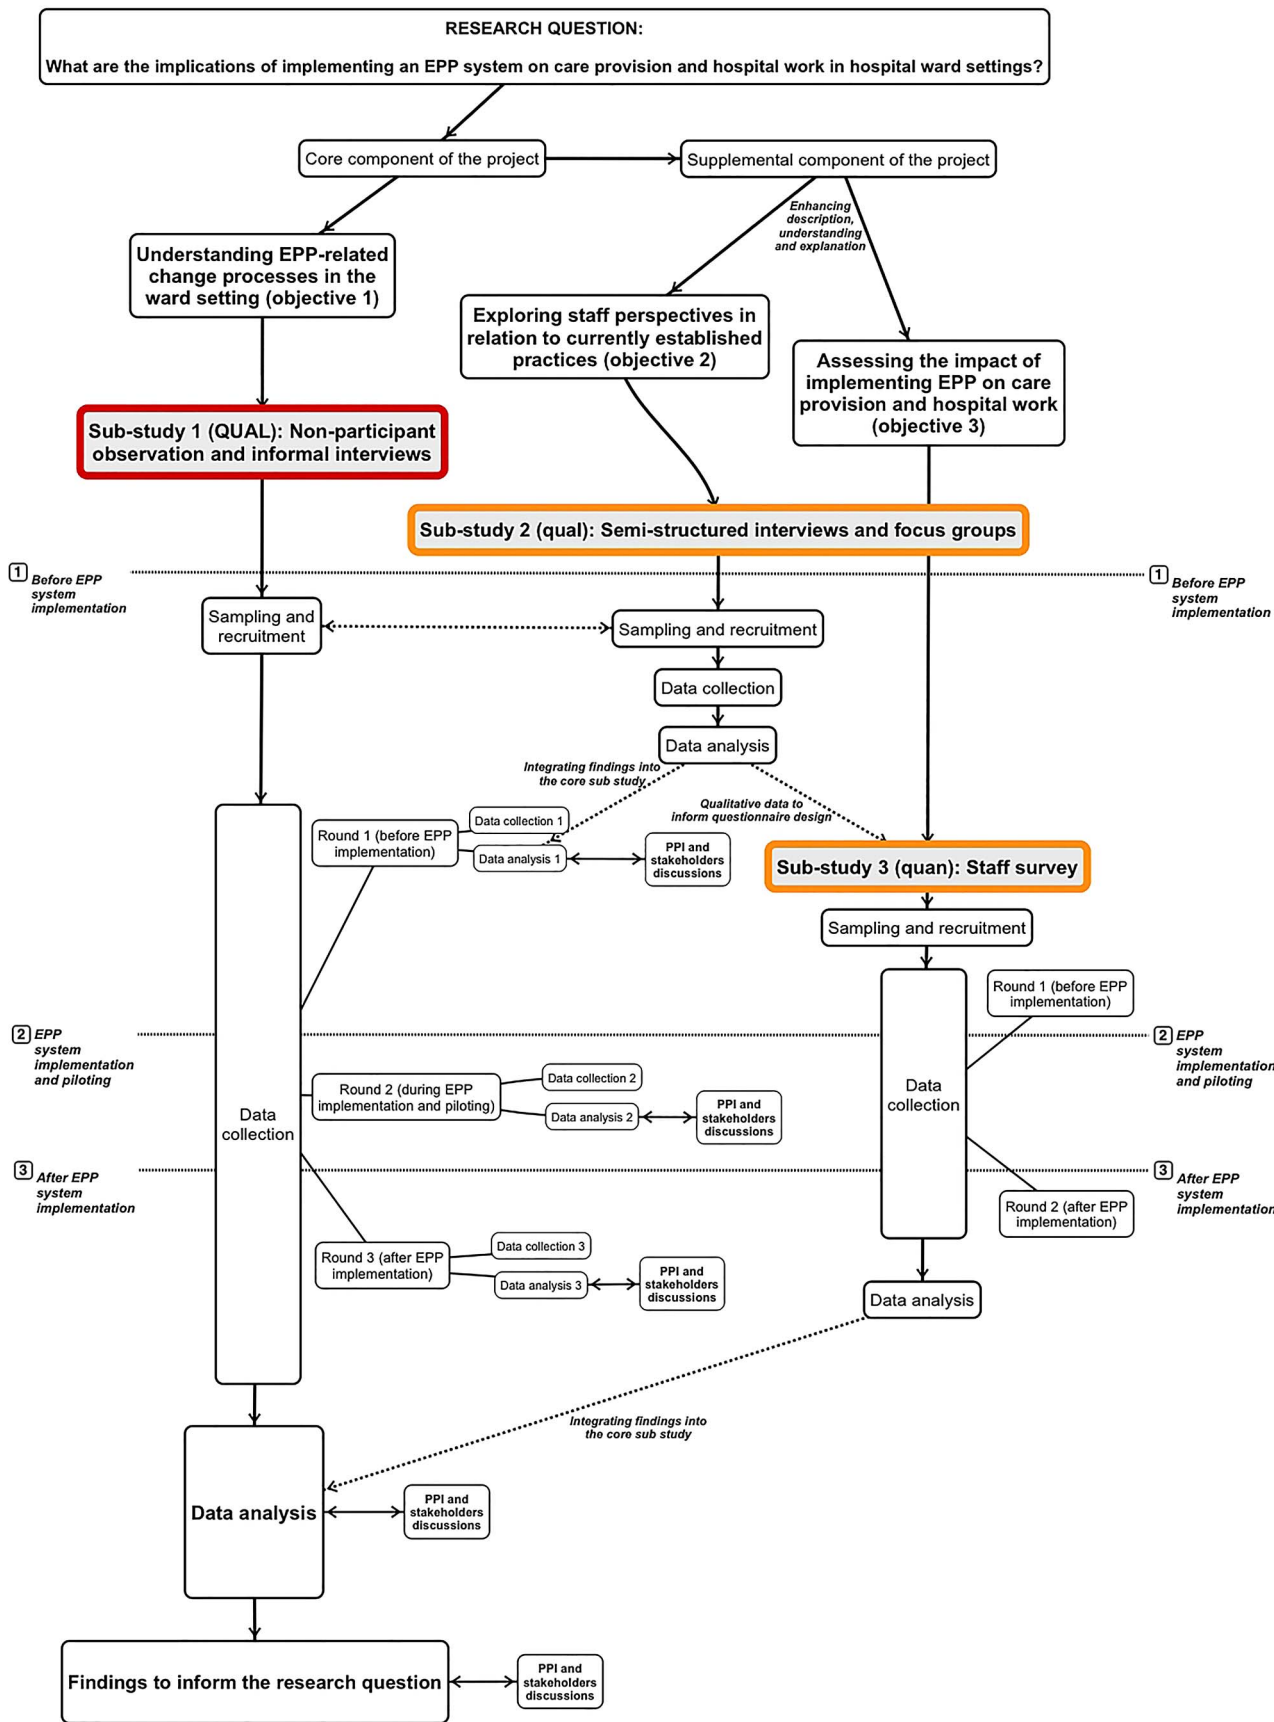 RESEARCH QUESTION:
What are the implications of implementing an EPP system on care provision and hospital work in hospital ward settings?
Core component of the project
Supplemental component of the project
Enhancing
description,
understanding
and explanation
Understanding EPP-related
change processes in the
ward setting (objective 1)
Exploring staff perspectives in
relation to currently established
practices (objective 2)
Assessing the impact of
implementing EPP on care
provision and hospital work
(objective 3)
Sub-study 1 (QUAL): Non-participant
observation and informal interviews
Sub-study 2 (qual): Semi-structured interviews and focus groups
1
Before EPP
system
implementation
1
Before EPP
system
implementation
Sampling and
recruitment
Sampling and recruitment
Data collection
Data analysis
Integrating findings into
the core sub study
Qualitative data to
inform questionnaire design
Round 1 (before EPP
implementation)
Data collection 1
Data analysis 1
PPI and
stakeholders
discussions
Sub-study 3 (quan): Staff survey
Sampling and recruitment
Round 1 (before EPP
implementation)
2
EPP
system
implementation
and piloting
2
EPP
system
implementation
and piloting
Data
collection
Round 2 (during EPP
implementation and piloting)
Data collection 2
Data analysis 2
PPI and
stakeholders
discussions
Data
collection
3
After EPP
system
implementation
3
After EPP
system
implementation
Round 2 (after EPP
implementation)
Round 3 (after EPP
implementation)
Data collection 3
Data analysis 3
PPI and
stakeholders
discussions
Data analysis
Integrating findings into
the core sub study
Data analysis
PPI and
stakeholders
discussions
Findings to inform the research question
PPI and
stakeholders
discussions